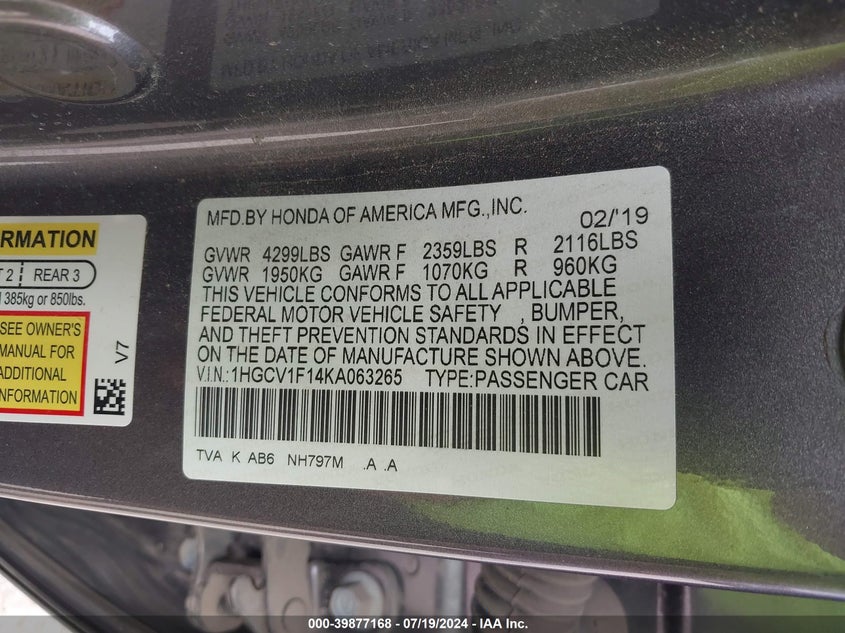 MFD.BY HONDA OF AMERICA MFG.,INC. 02/'19
GVWR 4299LBS GAWR F 2359LBS R 2116LBS
GVWR 1950KG GAWR F 1070KG R 960KG
THIS VEHICLE CONFORMS TO ALL APPLICABLE
FEDERAL MOTOR VEHICLE SAFETY , BUMPER,
AND THEFT PREVENTION STANDARDS IN EFFECT
ON THE DATE OF MANUFACTURE SHOWN ABOVE.
V.I.N.:1HGCV1F14KA063265 TYPE:PASSENGER CAR
TVA K AB6 NH797M .A .A
2 REAR 3
385kg or 850lbs.
SEE OWNER'S
MANUAL FOR
ADDITIONAL
INFORMATION
V7
000-39877168 / 07/19/2024 - IAA Inc.